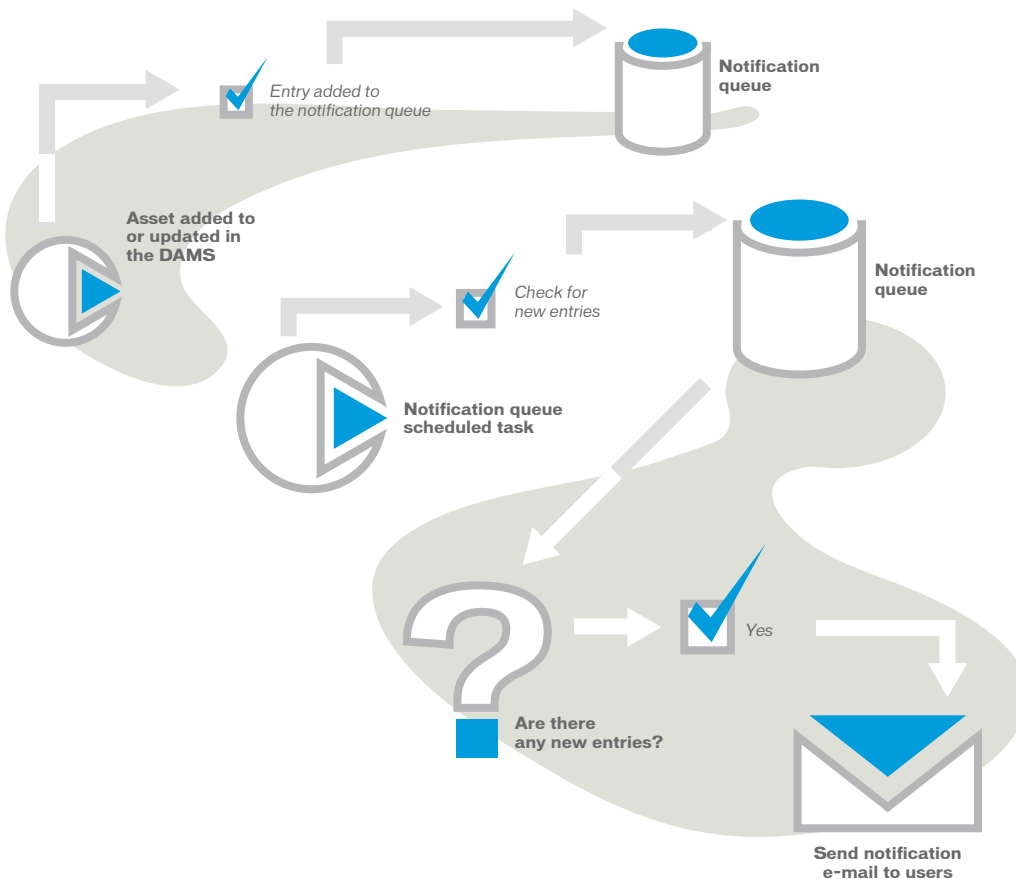 Entry added to
the notification queue
Notification
queue
Asset added to
or updated in
the DAMS
Check for
new entries
Notification
queue
Notification queue
scheduled task
Yes
Are there
any new entries?
Send notification
e-mail to users